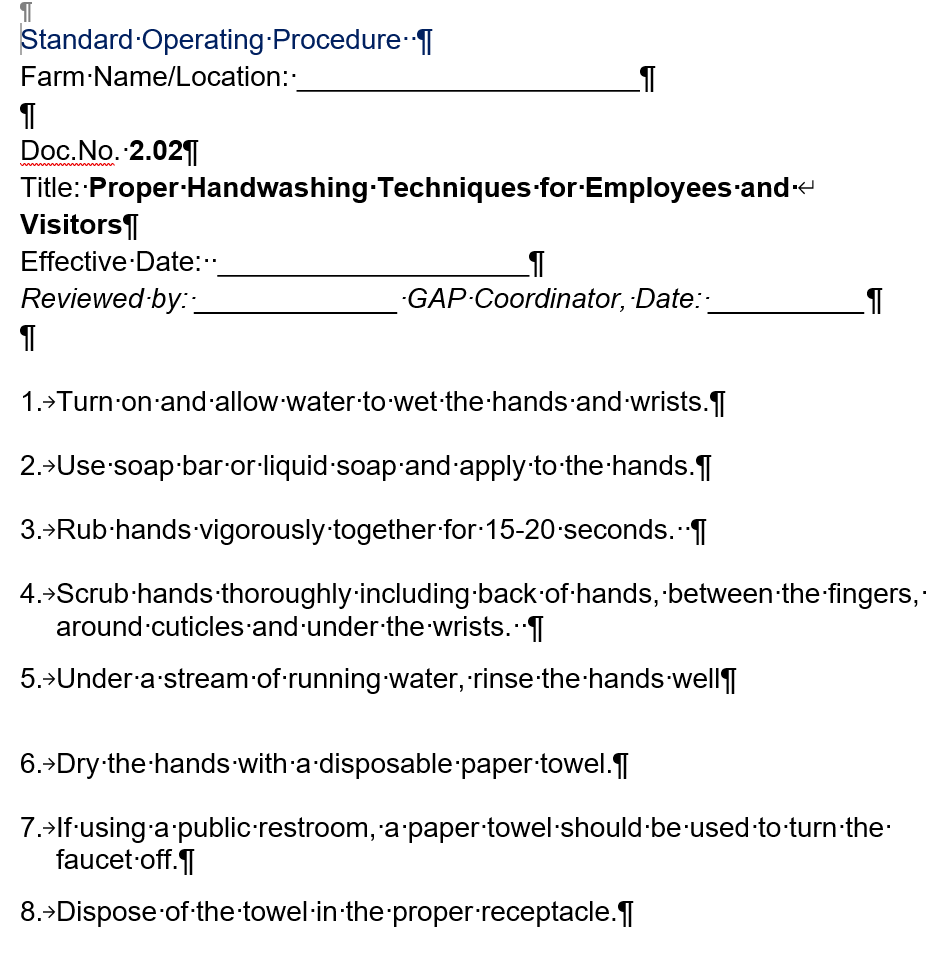 Standard Operating Procedure
Farm Name/Location: ______________________
Doc.No. 2.02
Title: Proper Handwashing Techniques for Employees and
Visitors
Effective Date: ____________________
Reviewed by: _____________ GAP Coordinator, Date: __________
1. Turn on and allow water to wet the hands and wrists.
2. Use soap bar or liquid soap and apply to the hands.
3. Rub hands vigorously together for 15-20 seconds.
4. Scrub hands thoroughly including back of hands, between the fingers,
around cuticles and under the wrists.
5. Under a stream of running water, rinse the hands well
6. Dry the hands with a disposable paper towel.
7. If using a public restroom, a paper towel should be used to turn the
faucet off.
8. Dispose of the towel in the proper receptacle.